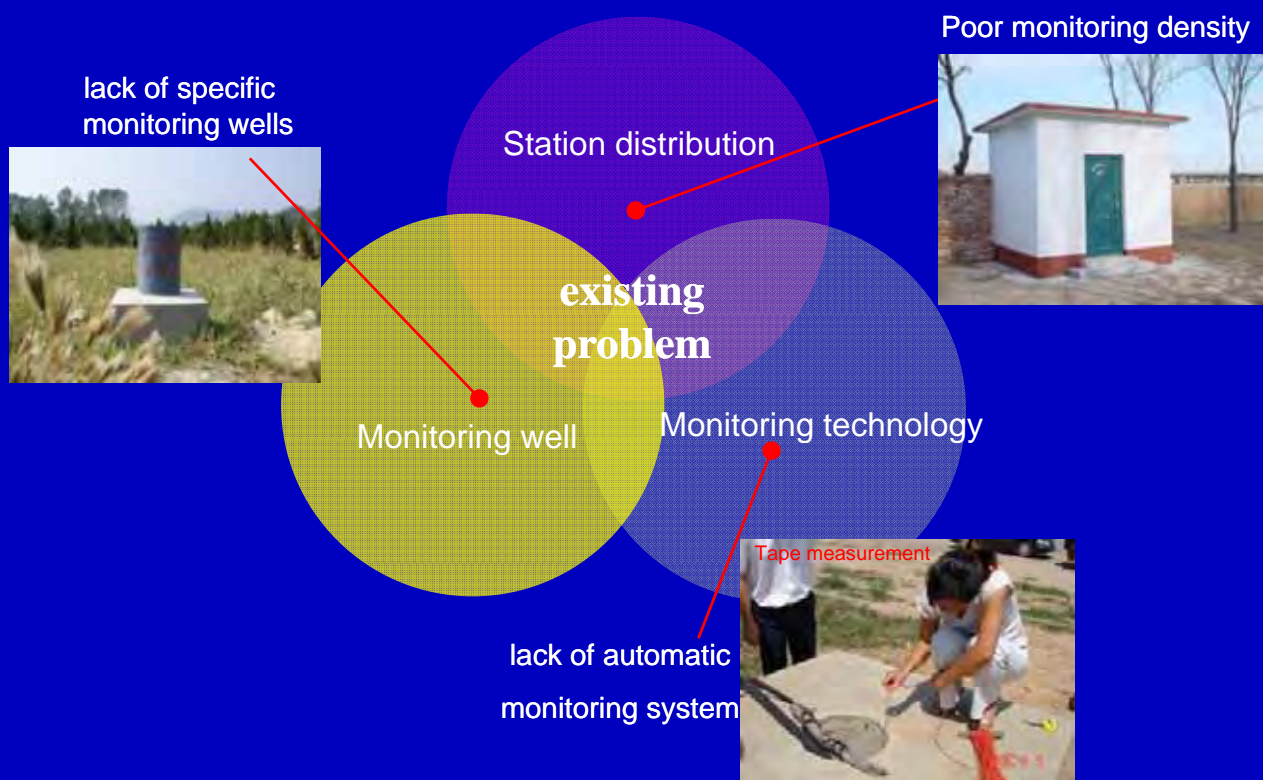 Poor monitoring density
lack of specific
monitoring wells
Station distribution
existing
problem
Monitoring well
Monitoring technology
Tape measurement
lack of automatic
monitoring system